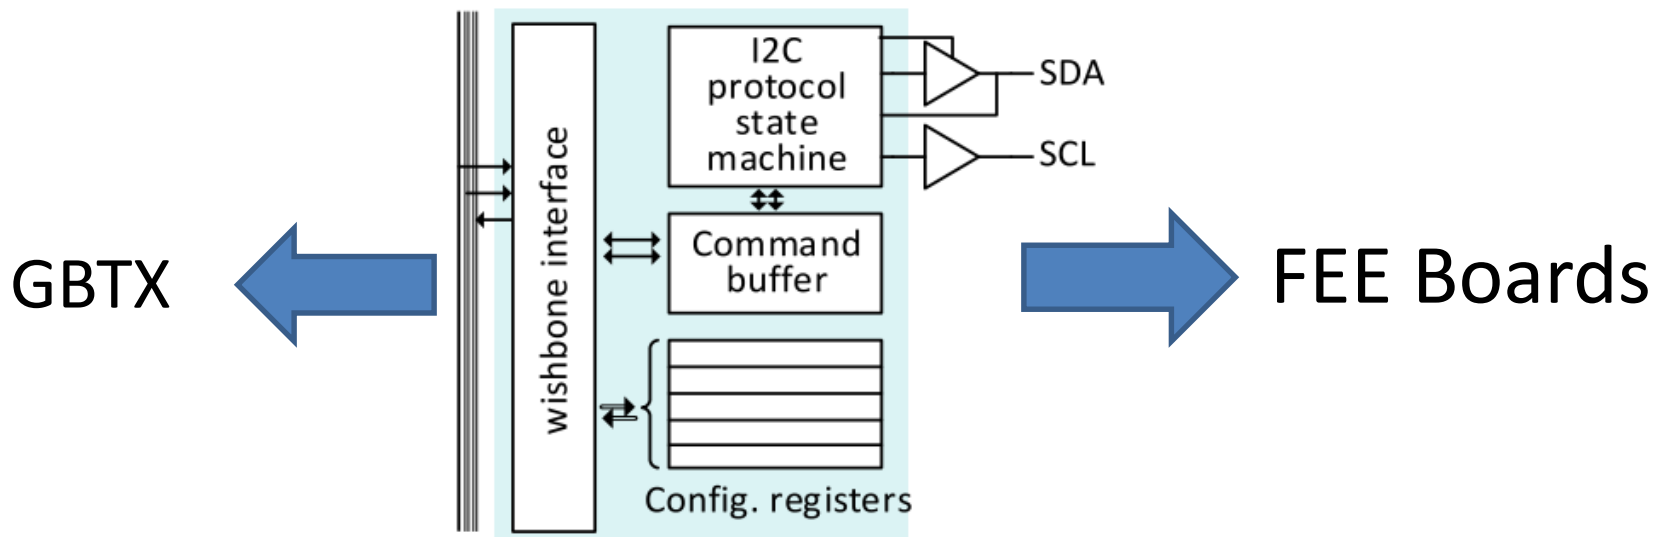 GBTX
wishbone interface
I2C
protocol
state
machine
SDA
SCL
Command
buffer
Config. registers
FEE Boards